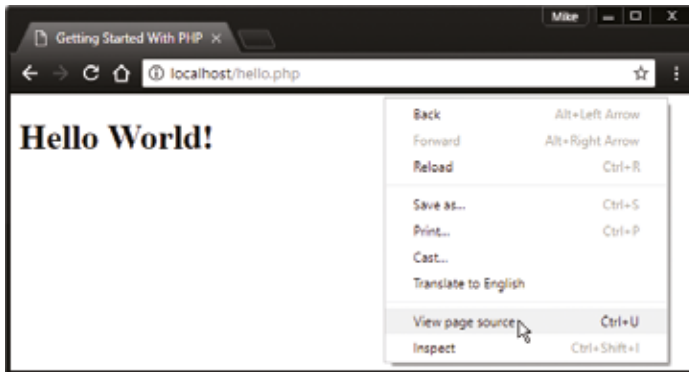 Mike
Getting Started With PHP
localhost/hello.php
Hello World!
Back Alt+Left Arrow
Forward Alt+Right Arrow
Reload Ctrl+R
Save as... Ctrl+S
Print... Ctrl+P
Cast...
Translate to English
View page source Ctrl+U
Inspect Ctrl+Shift+I